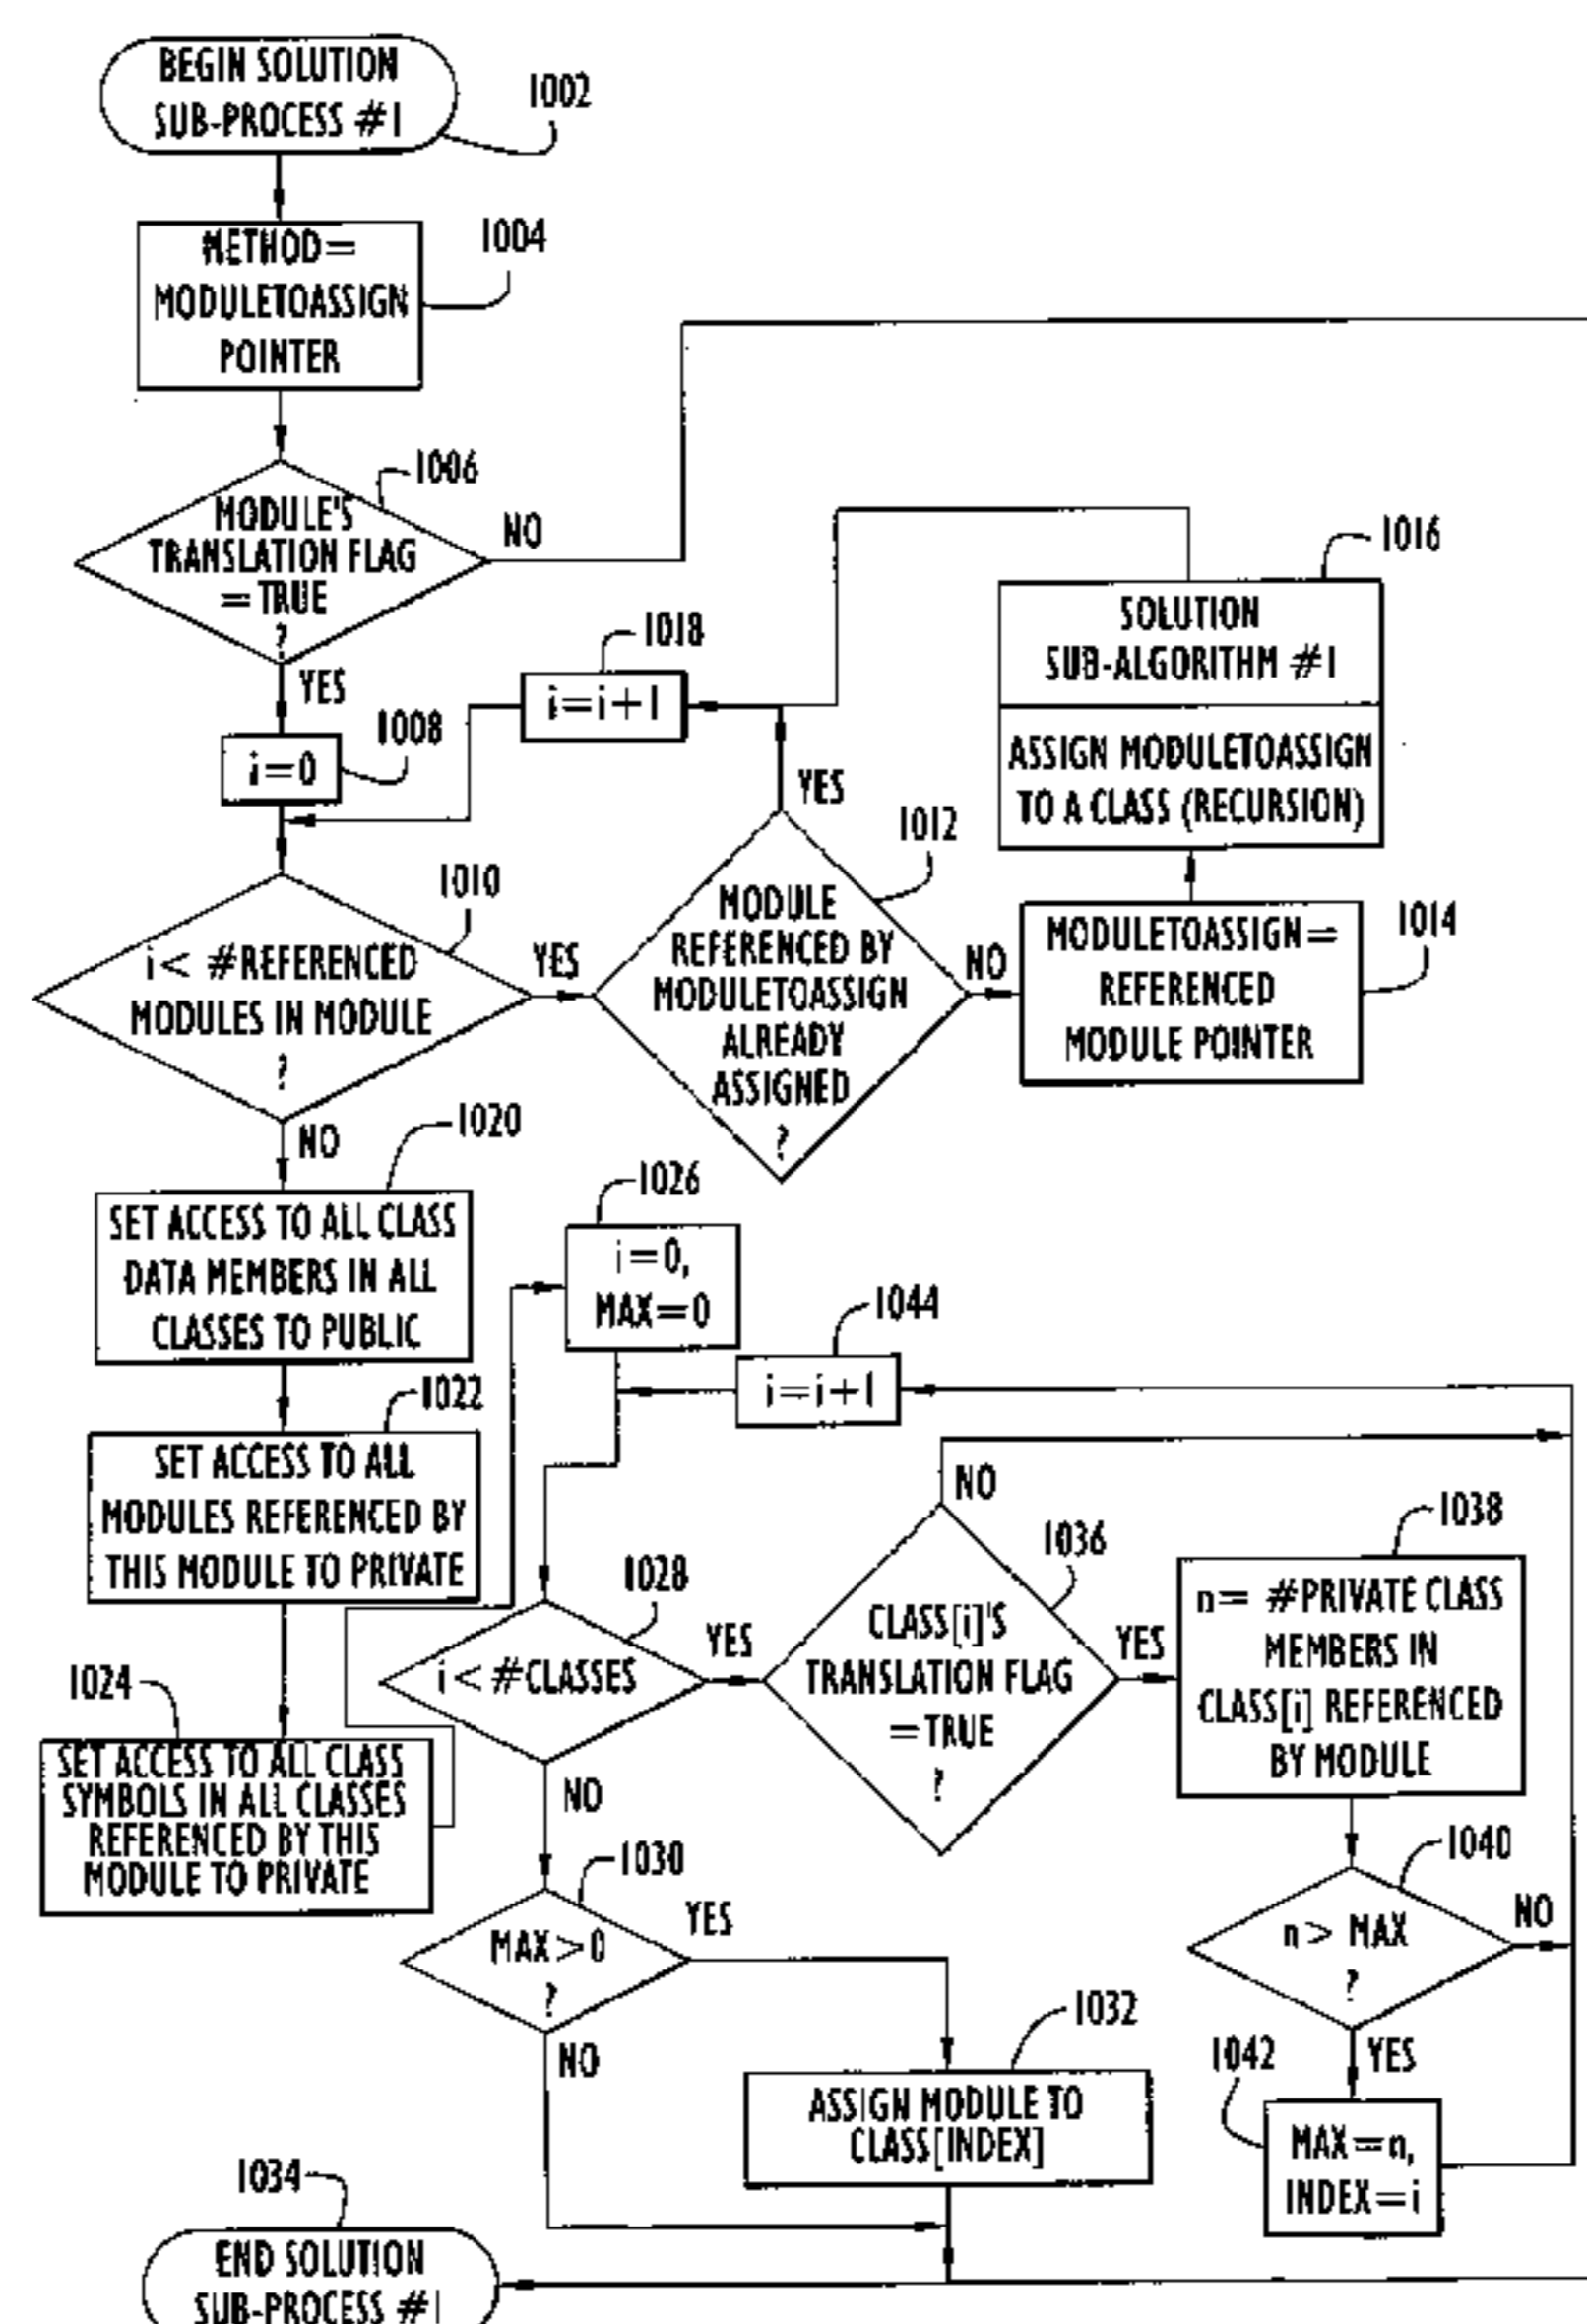 BEGIN SOLUTION
SUB-PROCESS #1
1002
METHOD=
MODULETOASSIGN
POINTER
1004
MODULE'S
TRANSLATION FLAG
=TRUE
?
1006
NO
YES
i=0
1008
i=i+1
1018
SOLUTION
SUB-ALGORITHM #1
ASSIGN MODULETOASSIGN
TO A CLASS (RECURSION)
1016
i< #REFERENCED
MODULES IN MODULE
?
1010
YES
NO
MODULE
REFERENCED BY
MODULETOASSIGN
ALREADY
ASSIGNED
?
1012
YES
NO
MODULETOASSIGN=
REFERENCED
MODULE POINTER
1014
SET ACCESS TO ALL CLASS
DATA MEMBERS IN ALL
CLASSES TO PUBLIC
1020
SET ACCESS TO ALL
MODULES REFERENCED BY
THIS MODULE TO PRIVATE
1022
SET ACCESS TO ALL CLASS
SYMBOLS IN ALL CLASSES
REFERENCED BY THIS
MODULE TO PRIVATE
1024
i=0,
MAX=0
1026
i=i+1
1044
i< #CLASSES
1028
YES
NO
CLASS[i]'S
TRANSLATION FLAG
=TRUE
?
1036
NO
YES
n= #PRIVATE CLASS
MEMBERS IN
CLASS[i] REFERENCED
BY MODULE
1038
n> MAX
?
1040
NO
YES
MAX=n,
INDEX=i
1042
MAX>0
?
1030
YES
NO
ASSIGN MODULE TO
CLASS[INDEX]
1032
1034
END SOLUTION
SUB-PROCESS #1